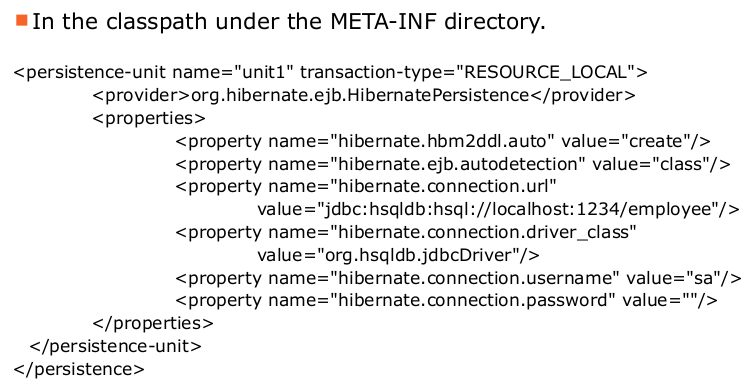 In the classpath under the META-INF directory.
<persistence-unit name="unit1" transaction-type="RESOURCE_LOCAL">
<provider>org.hibernate.ejb.HibernatePersistence</provider>
<properties>
<property name="hibernate.hbm2ddl.auto" value="create"/>
<property name="hibernate.ejb.autodetection" value="class"/>
<property name="hibernate.connection.url"
value="jdbc:hsqldb:hsql://localhost:1234/employee"/>
<property name="hibernate.connection.driver_class"
value="org.hsqldb.jdbcDriver"/>
<property name="hibernate.connection.username" value="sa"/>
<property name="hibernate.connection.password" value=""/>
</properties>
</persistence-unit>
</persistence>